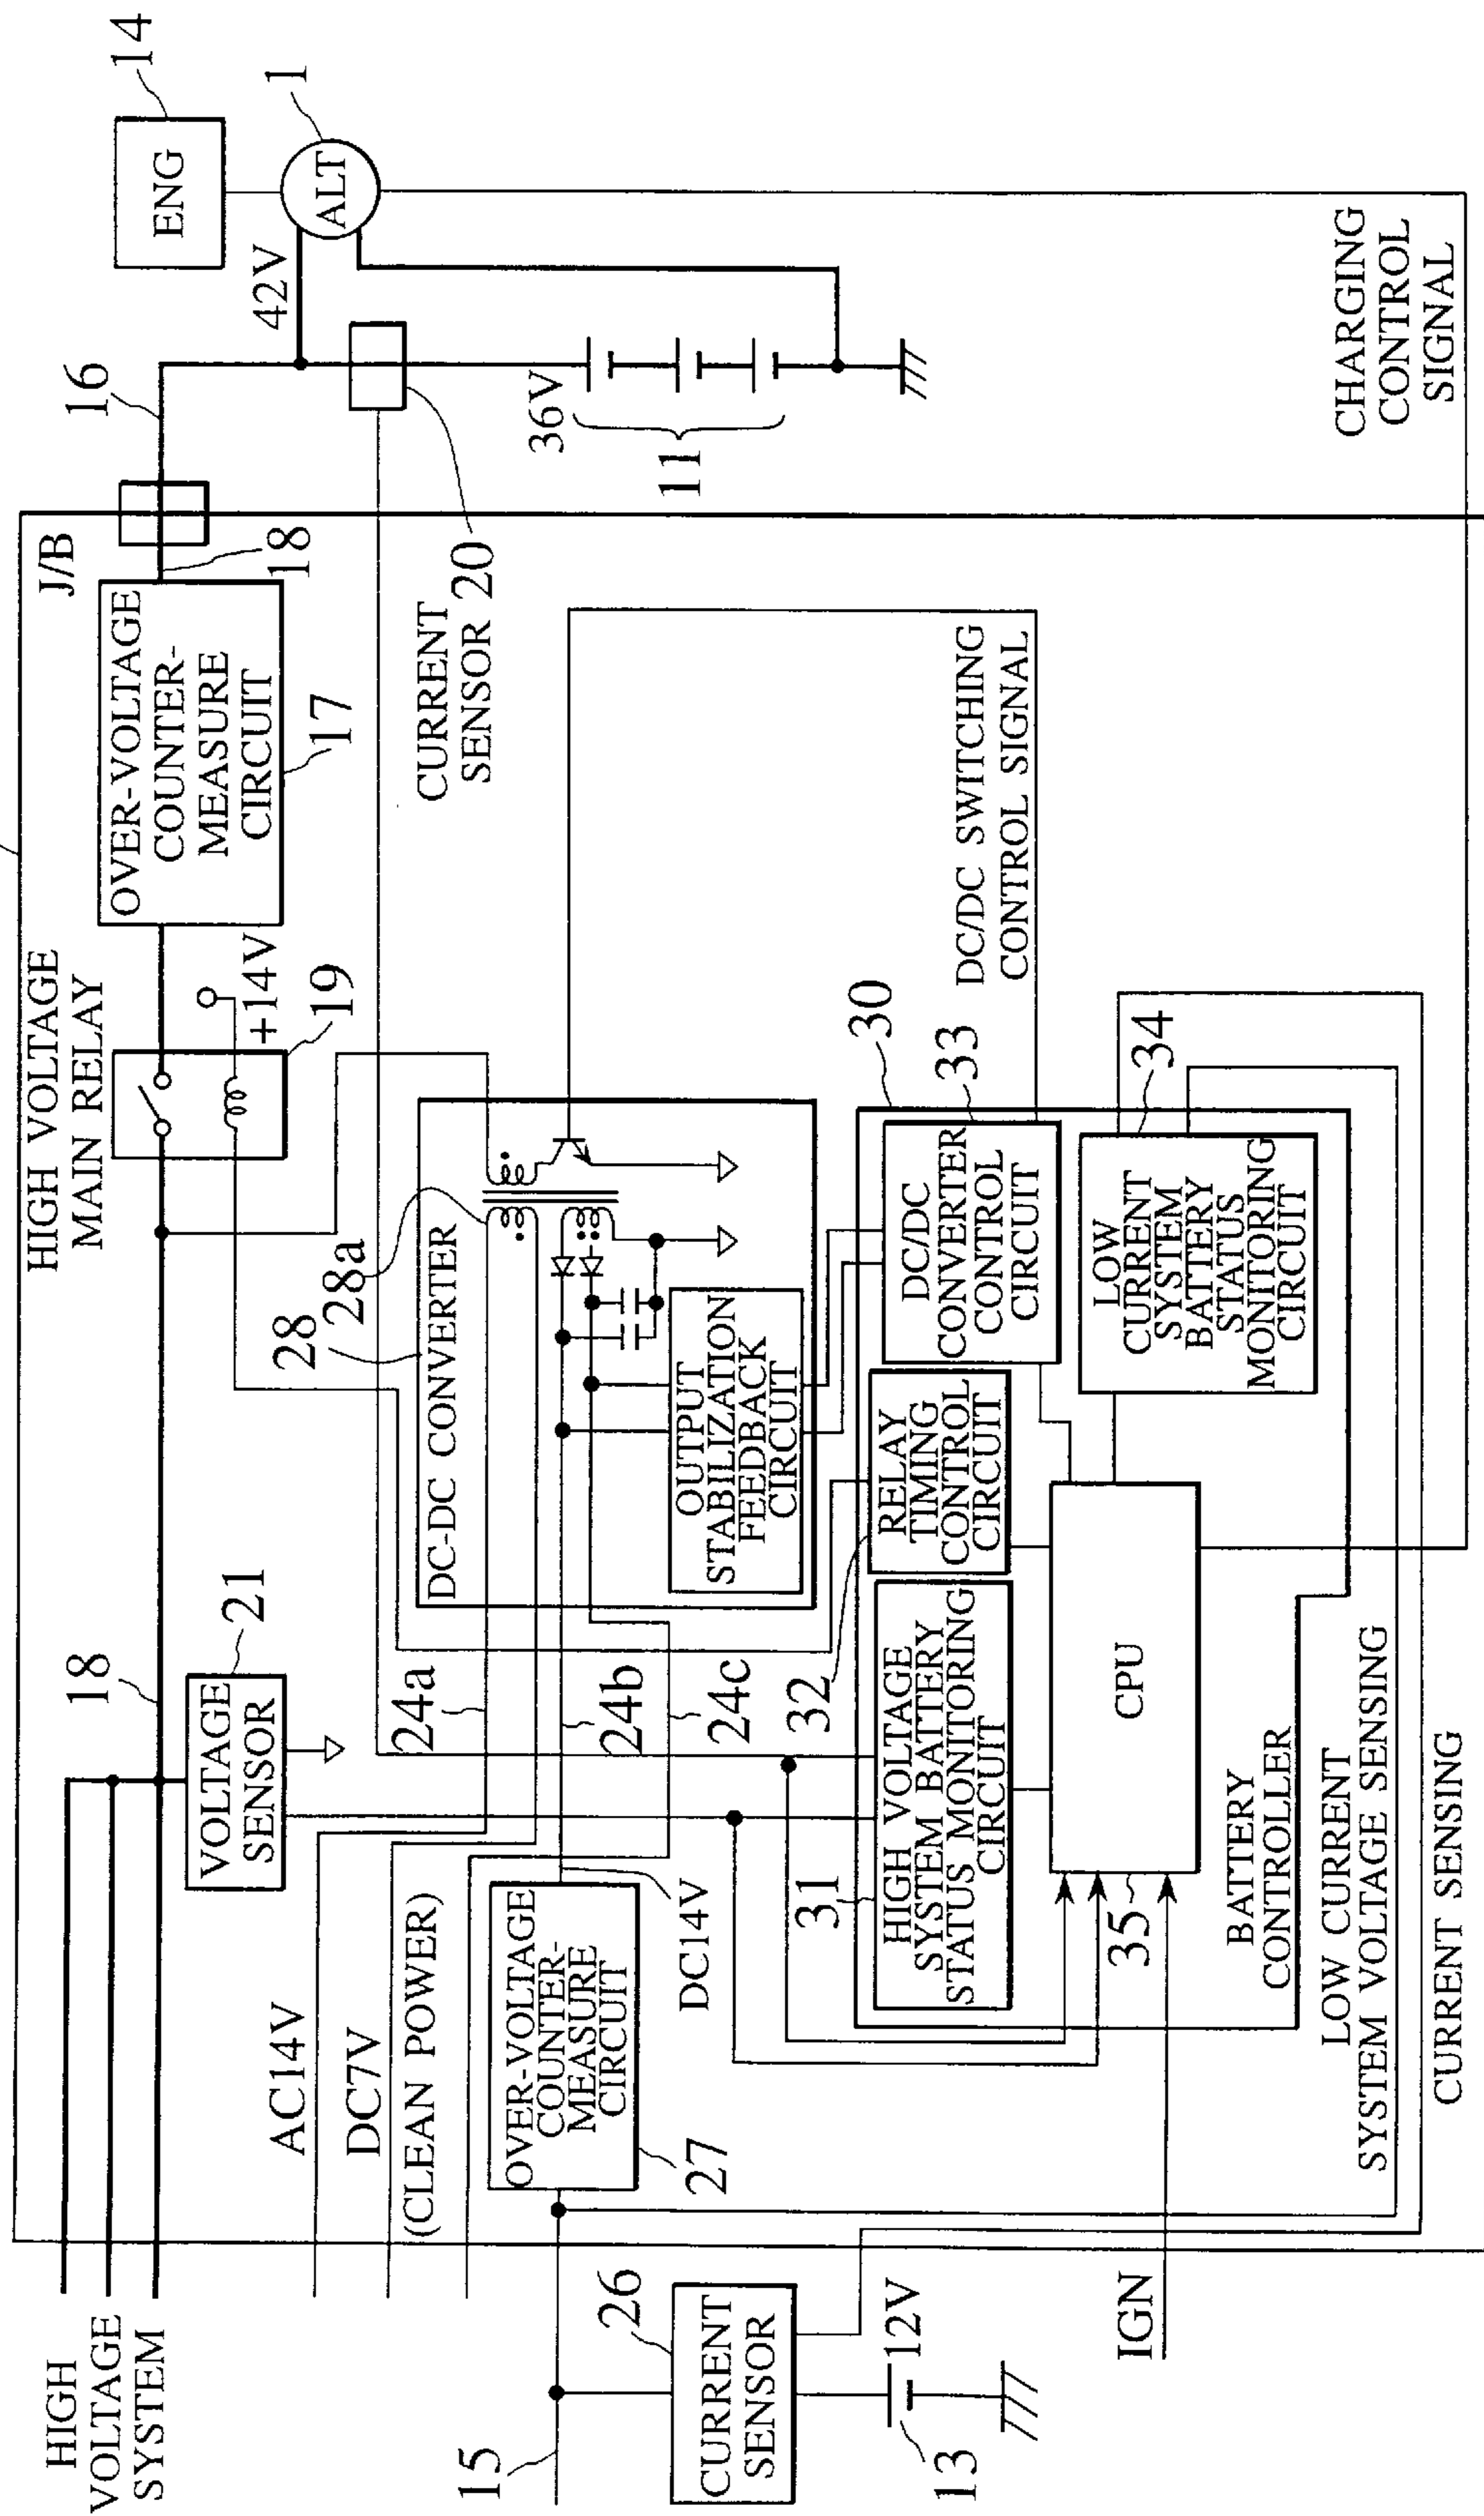 HIGH
VOLTAGE
SYSTEM
18
HIGH VOLTAGE
MAIN RELAY
J/B
16
14
ENG
1
ALT
42V
OVER-VOLTAGE
COUNTER-
MEASURE
CIRCUIT
17
18
+14V
19
VOLTAGE
SENSOR
21
AC14V
DC7V
(CLEAN POWER)
24a
24b
24c
28
28a
DC-DC CONVERTER
CURRENT
SENSOR 20
36V
11
OVER-VOLTAGE
COUNTER-
MEASURE
CIRCUIT
27
DC14V
OUTPUT
STABILIZATION
FEEDBACK
CIRCUIT
15
26
CURRENT
SENSOR
12V
13
IGN
31
HIGH VOLTAGE
SYSTEM BATTERY
STATUS MONITORING
CIRCUIT
32
RELAY
TIMING
CONTROL
CIRCUIT
30
33
DC/DC
CONVERTER
CONTROL
CIRCUIT
DC/DC SWITCHING
CONTROL SIGNAL
34
LOW
CURRENT
SYSTEM
BATTERY
STATUS
MONITORING
CIRCUIT
CPU
35
BATTERY
CONTROLLER
LOW CURRENT
SYSTEM VOLTAGE SENSING
CURRENT SENSING
CHARGING
CONTROL
SIGNAL